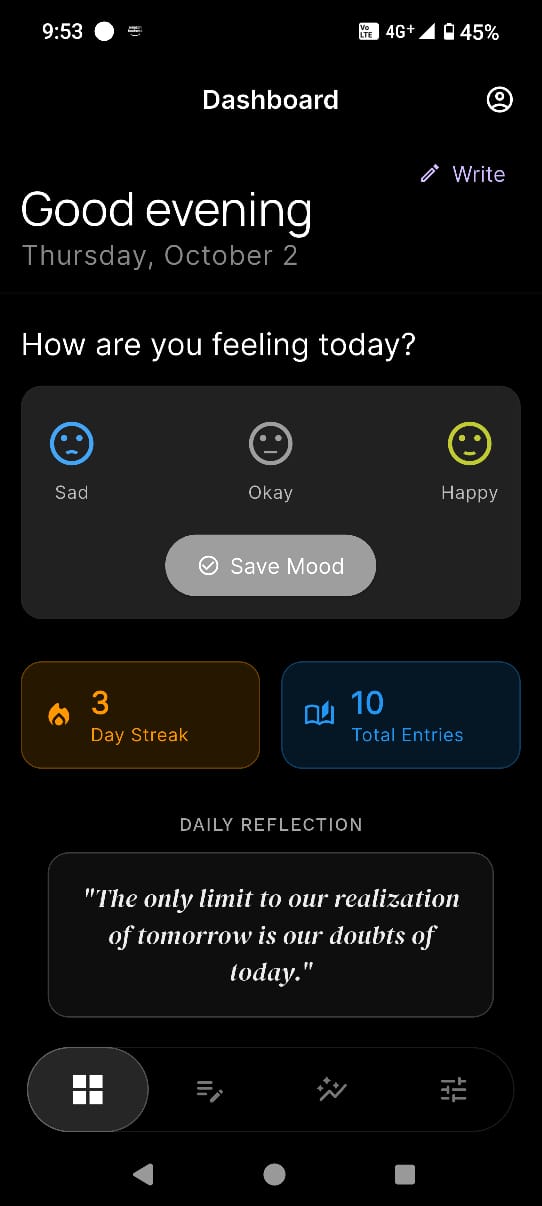 9:53
Vo LTE 4G+ 45%
Dashboard
Write
Good evening
Thursday, October 2
How are you feeling today?
Sad Okay Happy
Save Mood
3
Day Streak
10
Total Entries
DAILY REFLECTION
"The only limit to our realization
of tomorrow is our doubts of
today."